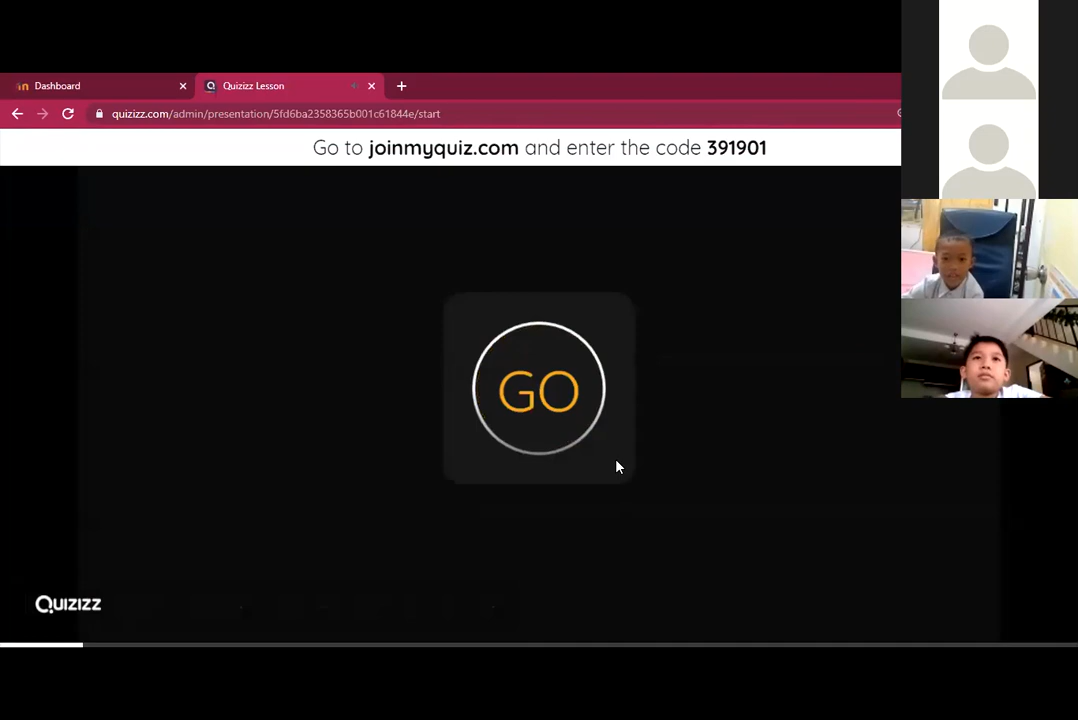 Dashboard
Quizizz Lesson
quizizz.com/admin/presentation/5fd6ba2358365b001c61844e/start
Go to joinmyquiz.com and enter the code 391901
GO
Quizizz